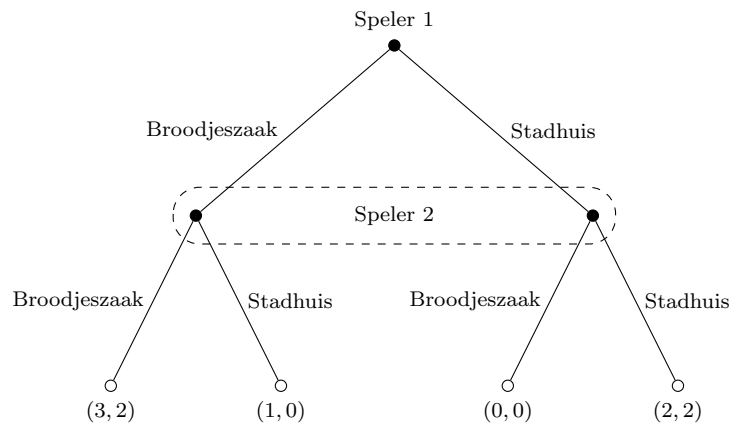 Speler 1
Broodjeszaak
Stadhuis
Speler 2
Broodjeszaak
Stadhuis
Broodjeszaak
Stadhuis
(3, 2)
(1, 0)
(0, 0)
(2, 2)